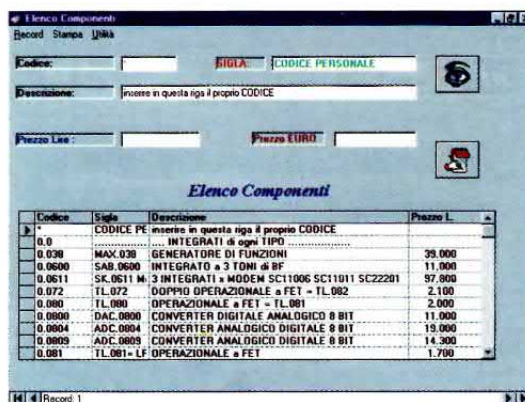 Elenco Componenti
Record Stampa Utilità
Codice: SIGLA: CODICE PERSONALE
Descrizione: inserire in questa riga il proprio CODICE
Prezzo Lire : Prezzo EURO
Elenco Componenti
Codice Sigla Descrizione Prezzo L.
* CODICE PE inserire in questa riga il proprio CODICE
0.0 ................ .... INTEGRATI di ogni TIPO ..................
0.038 MAX.038 GENERATORE DI FUNZIONI 39.000
0.0600 SAB.0600 INTEGRATO a 3 TONI di BF 11.000
0.0611 SK.0611 M 3 INTEGRATI x MODEM SC11006 SC11011 SC22201 97.800
0.072 TL.072 DOPPIO OPERAZIONALE a FET = TL.082 2.100
0.080 TL.080 OPERAZIONALE a FET = TL.081 2.000
0.0800 DAC.0800 CONVERTER DIGITALE ANALOGICO 8 BIT 11.000
0.0804 ADC.0804 CONVERTER ANALOGICO DIGITALE 8 BIT 19.000
0.0809 ADC.0809 CONVERTER ANALOGICO DIGITALE 8 BIT 14.300
0.081 TL.081= LF OPERAZIONALE a FET 1.700
Record: 1